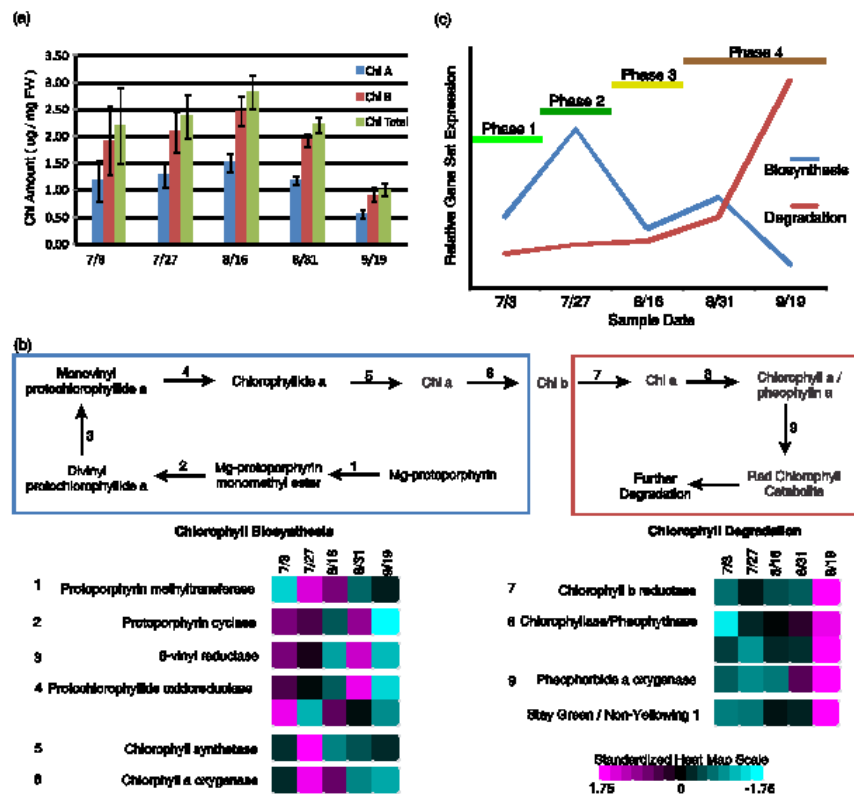 (a)
Chl Amount ( ug / mg FW )
4.00
3.50
3.00
2.50
2.00
1.50
1.00
0.50
0.00
Chl A
Chl B
Chl Total
7/3
7/27
8/16
8/31
9/19
(c)
Relative Gene Set Expression
Phase 1
Phase 2
Phase 3
Phase 4
Biosynthesis
Degradation
7/3
7/27
8/16
8/31
9/19
Sample Date
(b)
Monovinyl
protochlorophyllide a
4
Chlorophyllide a
5
Chl a
6
Chl b
7
Chl a
8
Chlorophyll a /
pheophytin a
3
9
Divinyl
protochlorophyllide a
2
Mg-protoporphyrin
monomethyl ester
1
Mg-protoporphyrin
Further
Degradation
Red Chlorophyll
Catabolite
Chlorophyll Biosynthesis
Chlorophyll Degradation
7/3
7/27
8/16
8/31
9/19
1 Protoporphyrin methyltransferase
2 Protoporphyrin cyclase
3 8-vinyl reductase
4 Protochlorophyllide oxidoreductase
5 Chlorophyll synthetase
6 Chlorphyll a oxygenase
7/3
7/27
8/16
8/31
9/19
7 Chlorophyll b reductase
8 Chlorophyllase/Pheophytinase
9 Pheophorbide a oxygenase
Stay Green / Non-Yellowing 1
Standardized Heat Map Scale
1.75 0 -1.75